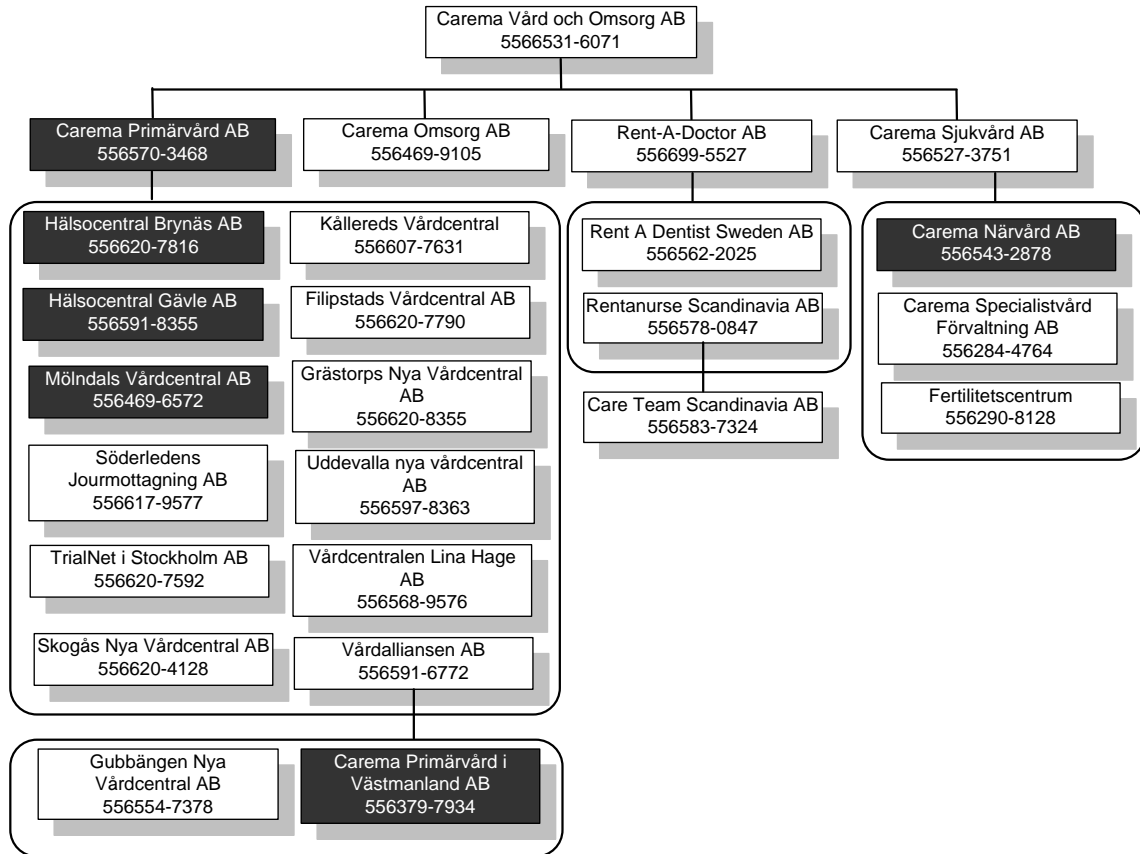 Carema Vård och Omsorg AB
5566531-6071
Carema Primärvård AB
556570-3468
Carema Omsorg AB
556469-9105
Rent-A-Doctor AB
556699-5527
Carema Sjukvård AB
556527-3751
Hälsocentral Brynäs AB
556620-7816
Kållereds Vårdcentral
556607-7631
Hälsocentral Gävle AB
556591-8355
Filipstads Vårdcentral AB
556620-7790
Mölndals Vårdcentral AB
556469-6572
Grästorps Nya Vårdcentral
AB
556620-8355
Söderledens
Jourmottagning AB
556617-9577
Uddevalla nya vårdcentral
AB
556597-8363
TrialNet i Stockholm AB
556620-7592
Vårdcentralen Lina Hage
AB
556568-9576
Skogås Nya Vårdcentral AB
556620-4128
Vårdalliansen AB
556591-6772
Gubbängen Nya
Vårdcentral AB
556554-7378
Carema Primärvård i
Västmanland AB
556379-7934
Rent A Dentist Sweden AB
556562-2025
Rentanurse Scandinavia AB
556578-0847
Care Team Scandinavia AB
556583-7324
Carema Närvård AB
556543-2878
Carema Specialistvård
Förvaltning AB
556284-4764
Fertilitetscentrum
556290-8128